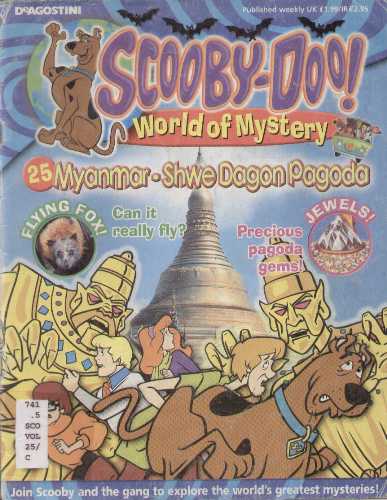 DEAGOSTINI
Published weekly UK £1.99/IR£2.95
SCOOBY-DOO!
World of Mystery
25 Myanmar • Shwe Dagon Pagoda
FLYING FOX!
Can it
really fly?
JEWELS!
Precious
pagoda
gems!
741
.5
SCO
VOL
25/
C
Join Scooby and the gang to explore the world's greatest mysteries!